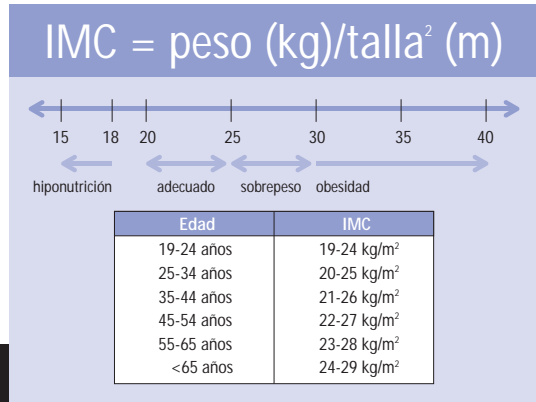 IMC = peso (kg)/talla² (m)
15 18 20 25 30 35 40
hiponutrición adecuado sobrepeso obesidad
Edad IMC
19-24 años 19-24 kg/m²
25-34 años 20-25 kg/m²
35-44 años 21-26 kg/m²
45-54 años 22-27 kg/m²
55-65 años 23-28 kg/m²
<65 años 24-29 kg/m²